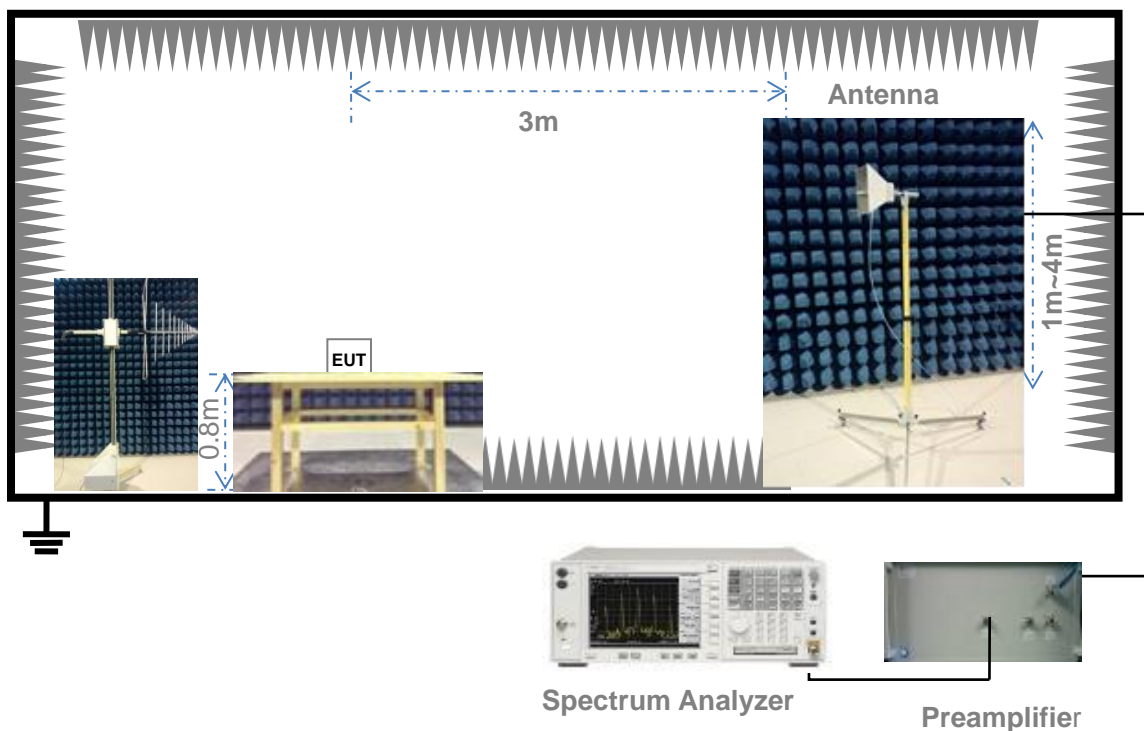 Antenna
3m
1m~4m
EUT
0.8m
Spectrum Analyzer
Preamplifier